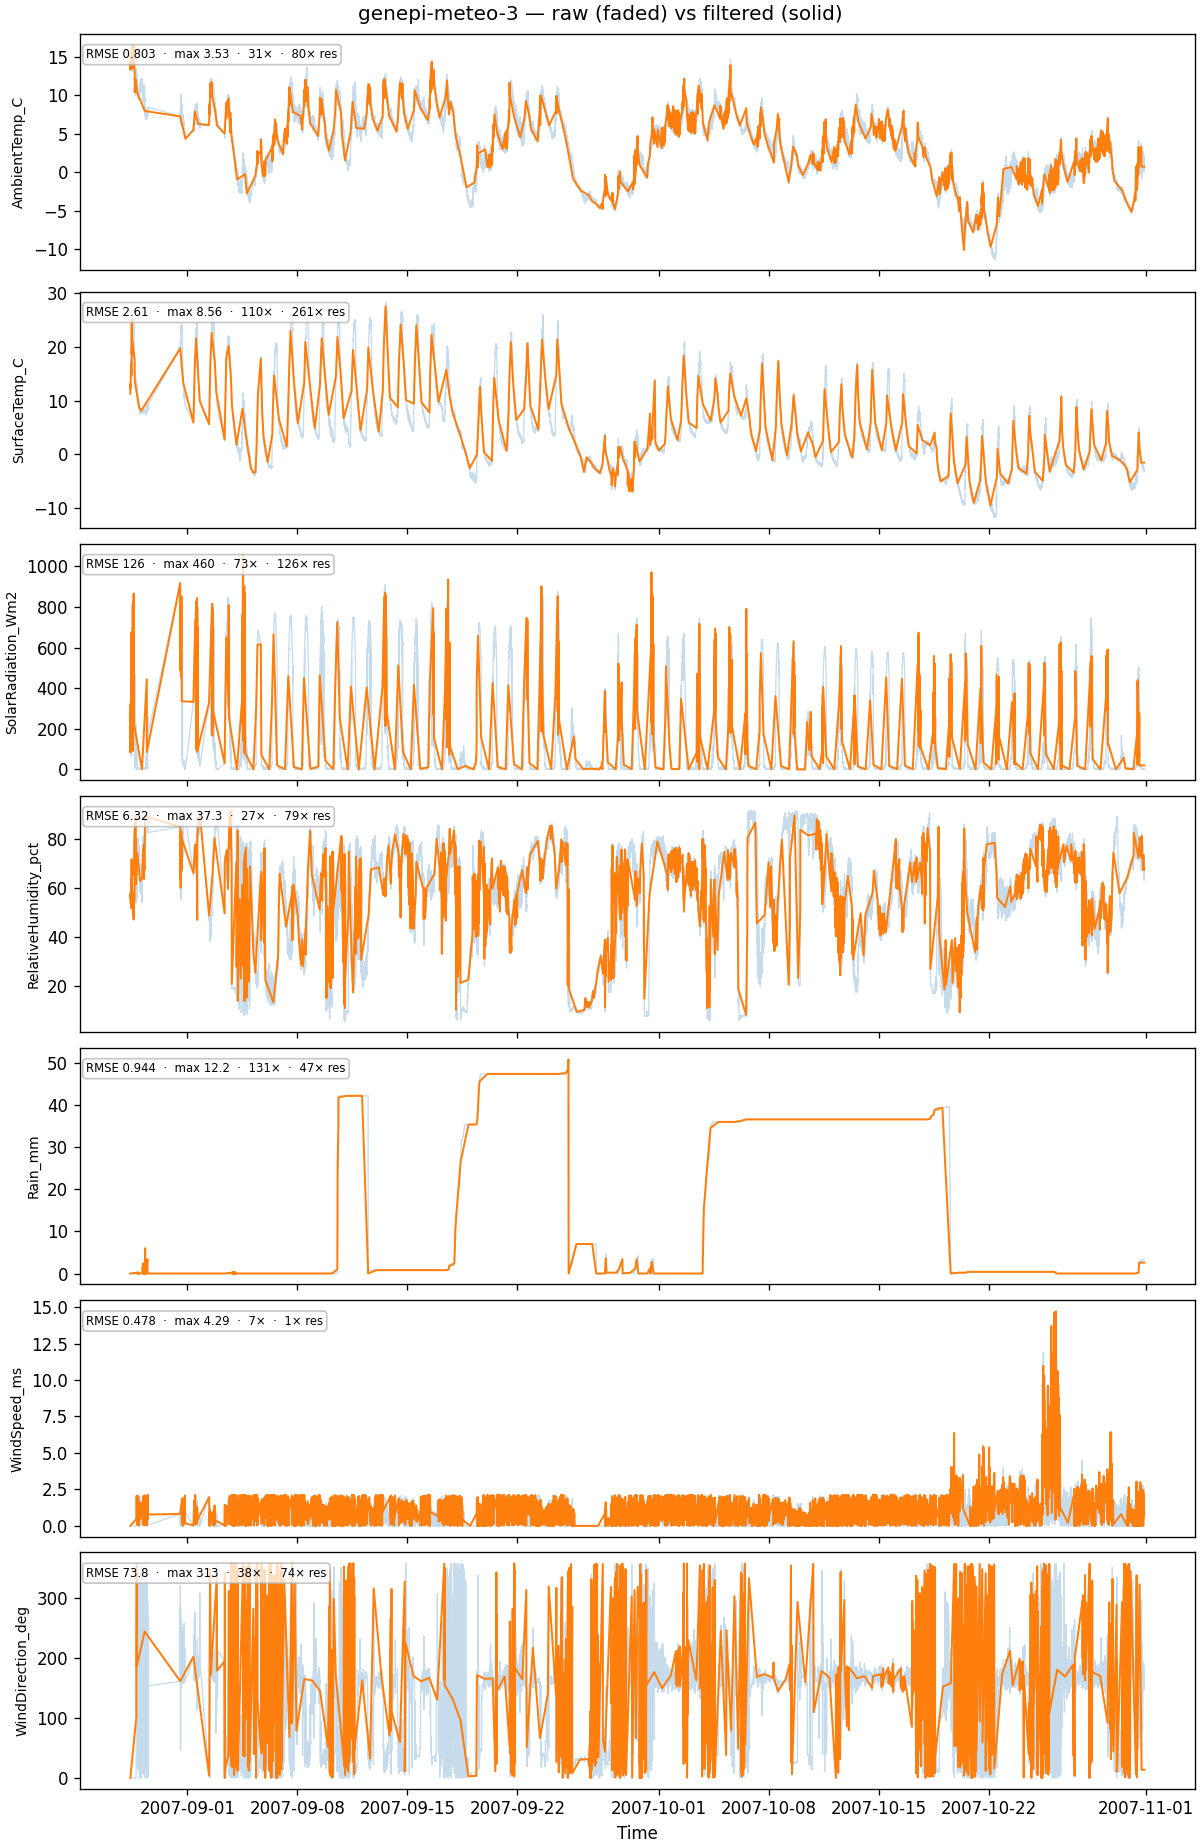 genepi-meteo-3 — raw (faded) vs filtered (solid)
RMSE 0.803 · max 3.53 · 31× · 80× res
AmbientTemp_C
15
10
5
0
−5
−10
RMSE 2.61 · max 8.56 · 110× · 261× res
SurfaceTemp_C
30
20
10
0
−10
RMSE 126 · max 460 · 73× · 126× res
SolarRadiation_Wm2
1000
800
600
400
200
0
RMSE 6.32 · max 37.3 · 27× · 79× res
RelativeHumidity_pct
80
60
40
20
RMSE 0.944 · max 12.2 · 131× · 47× res
Rain_mm
50
40
30
20
10
0
RMSE 0.478 · max 4.29 · 7× · 1× res
WindSpeed_ms
15.0
12.5
10.0
7.5
5.0
2.5
0.0
RMSE 73.8 · max 313 · 38× · 74× res
WindDirection_deg
300
200
100
0
2007-09-01 2007-09-08 2007-09-15 2007-09-22 2007-10-01 2007-10-08 2007-10-15 2007-10-22 2007-11-01
Time